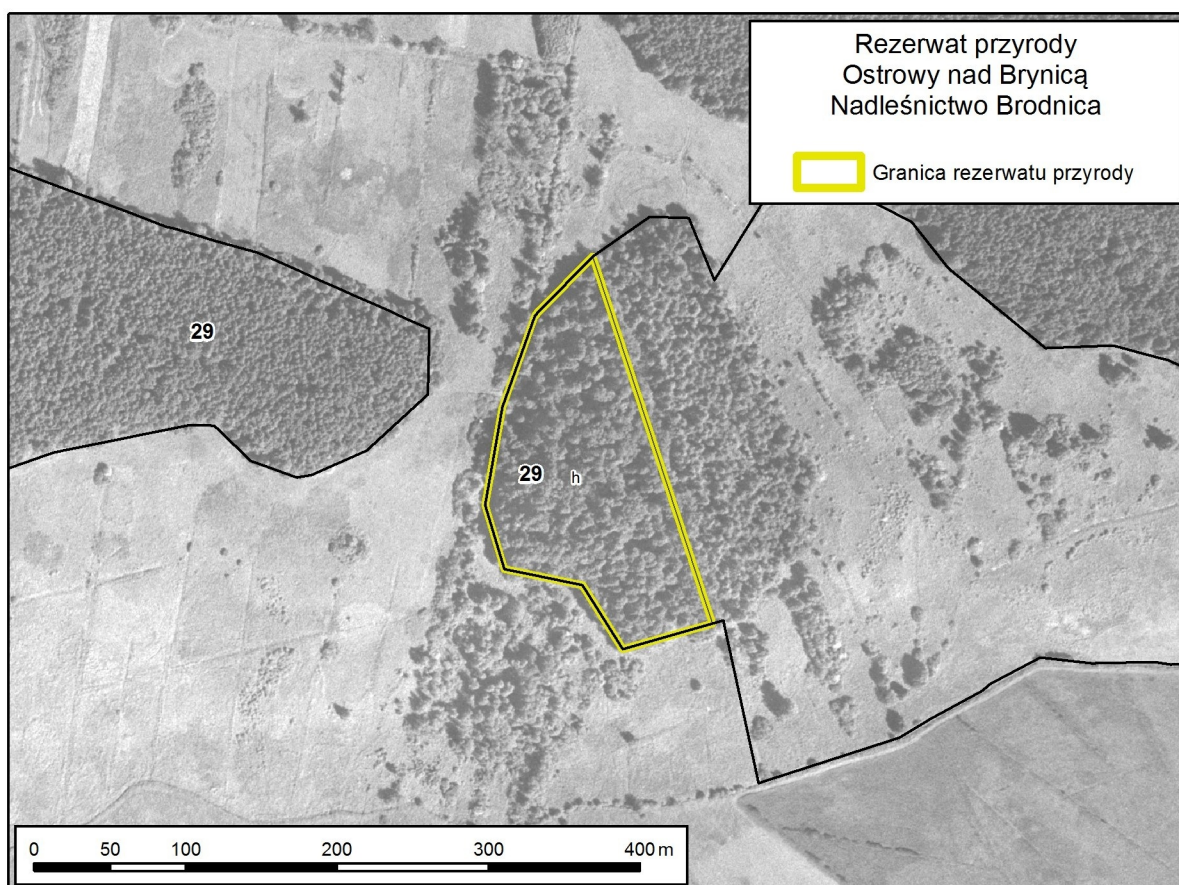 Rezerwat przyrody
Ostrowy nad Brynicą
Nadleśnictwo Brodnica
Granica rezerwatu przyrody
29
29 h
0 50 100 200 300 400 m